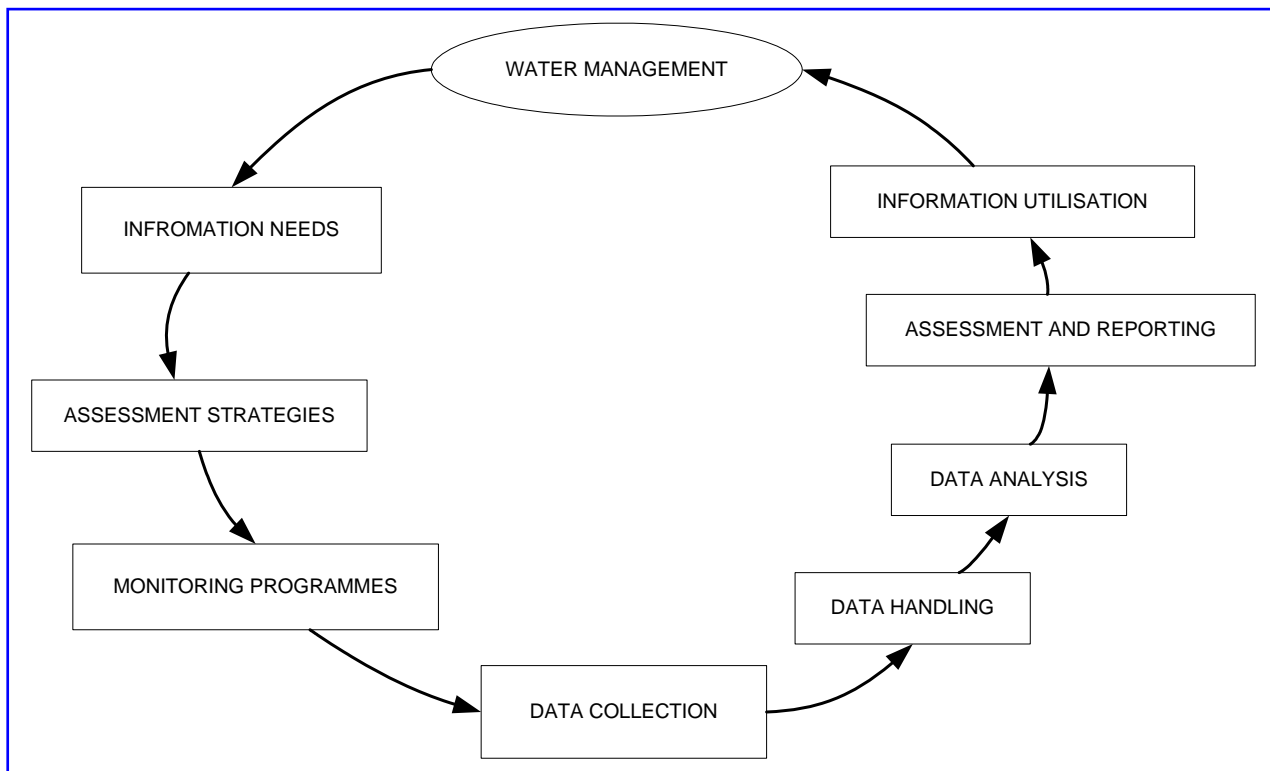 WATER MANAGEMENT
INFROMATION NEEDS
ASSESSMENT STRATEGIES
MONITORING PROGRAMMES
DATA COLLECTION
DATA HANDLING
DATA ANALYSIS
ASSESSMENT AND REPORTING
INFORMATION UTILISATION